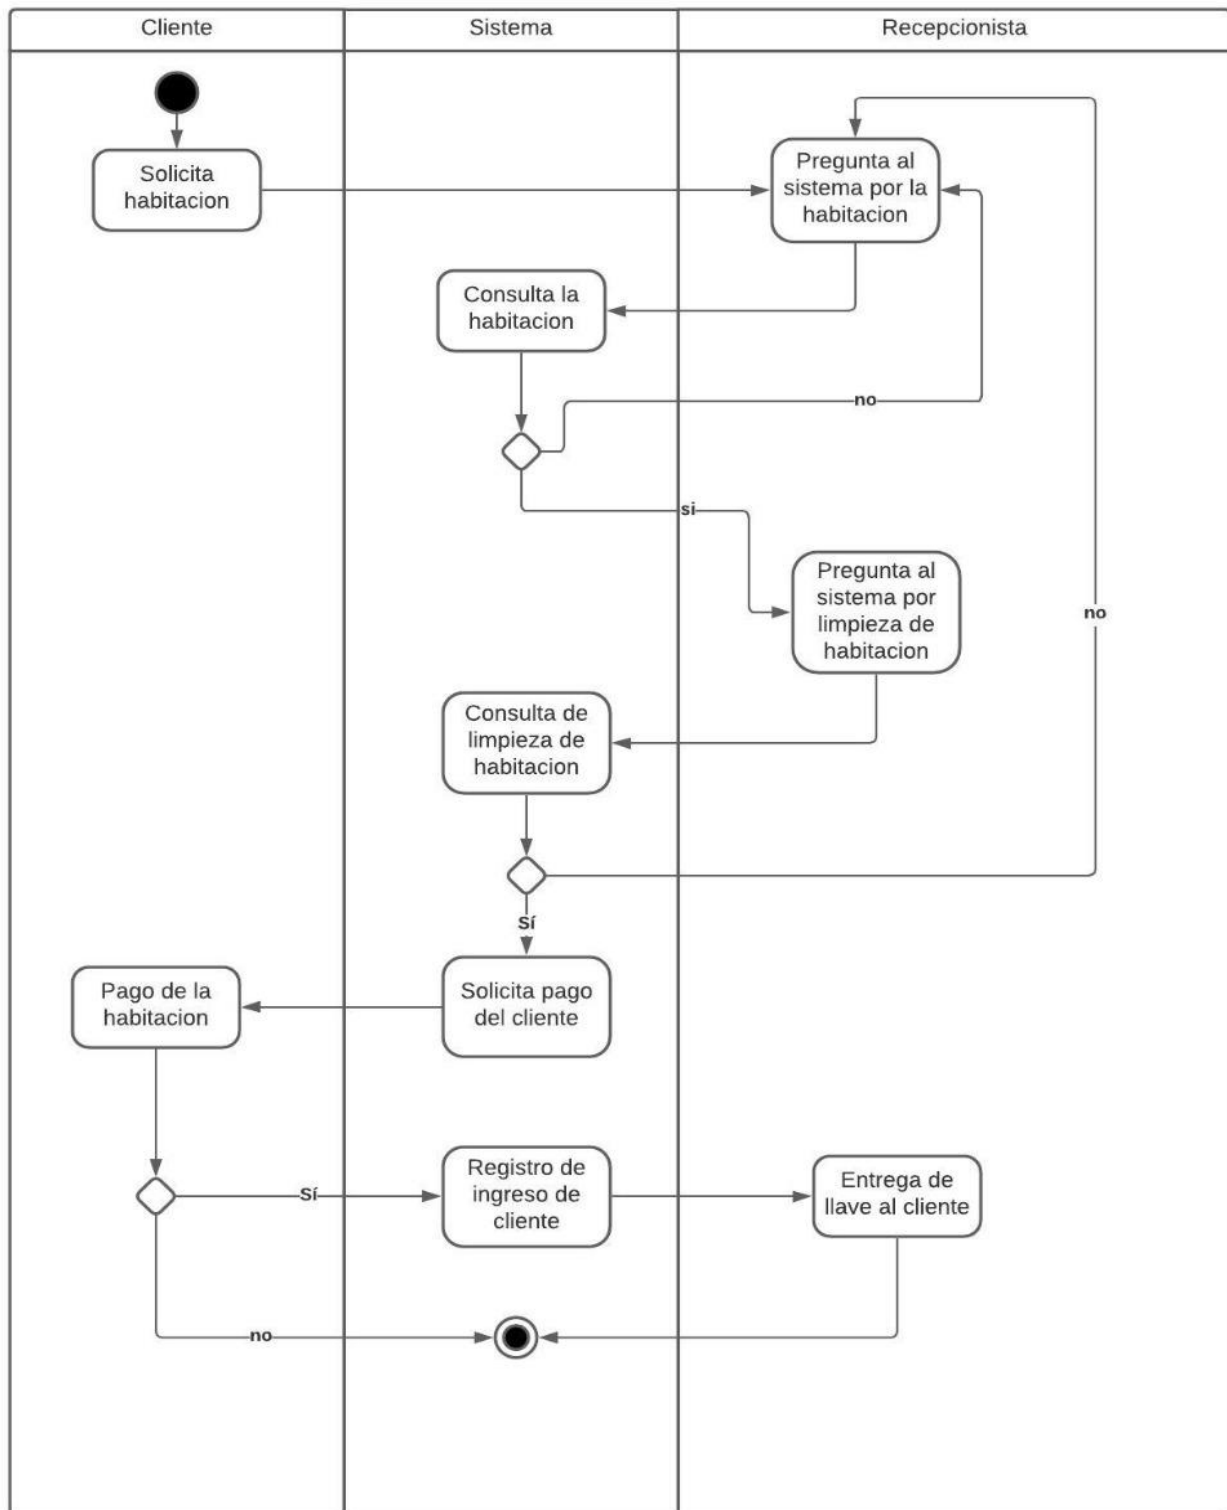 Cliente
Sistema
Recepcionista
Solicita
habitacion
Pregunta al
sistema por la
habitacion
Consulta la
habitacion
no
si
Pregunta al
sistema por
limpieza de
habitacion
no
Consulta de
limpieza de
habitacion
Sí
Solicita pago
del cliente
Pago de la
habitacion
Sí
Registro de
ingreso de
cliente
Entrega de
llave al cliente
no